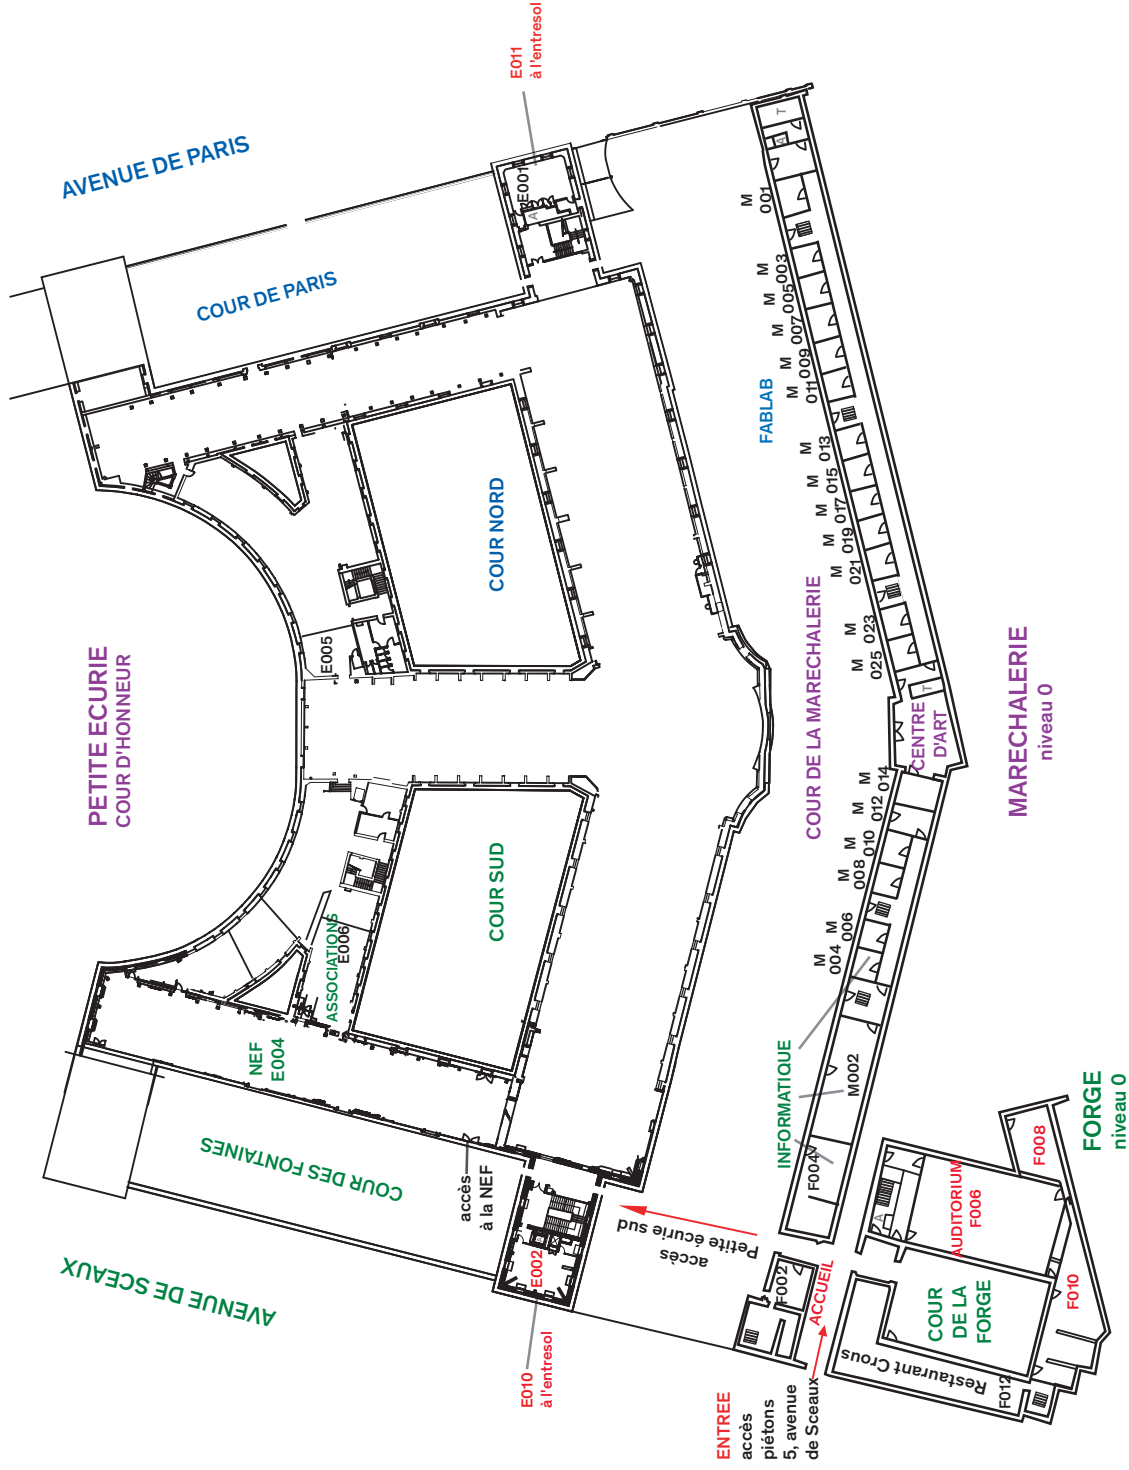 AVENUE DE PARIS
E011
à l'entresol
E001
A
COUR DE PARIS
T
A
M
001
M
003
M
005
M
007
M
009
M
011
FABLAB
M
013
M
015
M
017
M
019
M
021
M
023
M
025
COUR NORD
PETITE ECURIE
COUR D'HONNEUR
E005
COUR DE LA MARECHALERIE
MARECHALERIE
niveau 0
T
CENTRE
D'ART
M
014
M
012
M
010
M
008
M
006
M
004
COUR SUD
ASSOCIATIONS
E006
NEF
E004
INFORMATIQUE
M002
F004
FORGE
niveau 0
F008
AUDITORIUM
F006
A
F010
COUR DES FONTAINES
accès
à la NEF
AVENUE DE SCEAUX
E002
E010
à l'entresol
accès
Petite écurie sud
F002
ACCUEIL
COUR
DE LA
FORGE
Restaurant Crous
F012
ENTREE
accès
piétons
5, avenue
de Sceaux